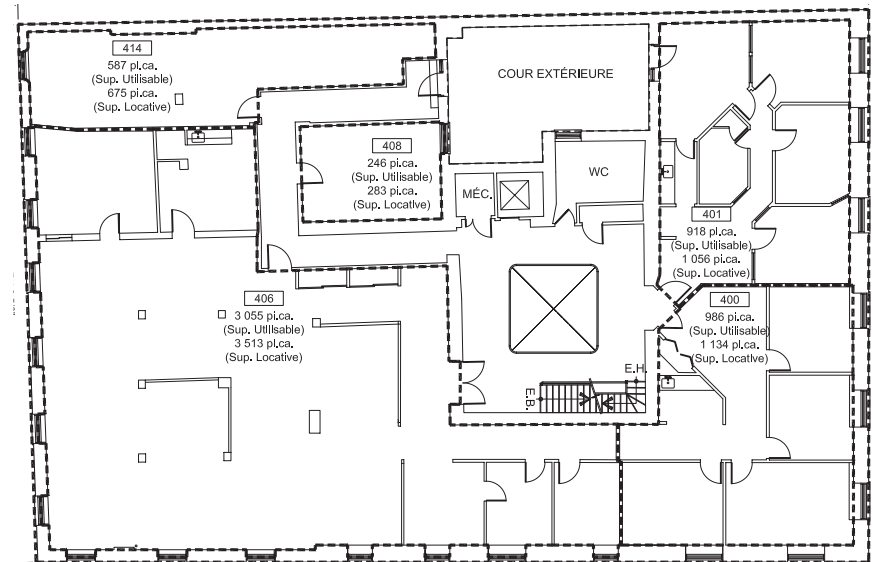 414
587 pi.ca.
(Sup. Utilisable)
675 pi.ca.
(Sup. Locative)
COUR EXTÉRIEURE
408
246 pi.ca.
(Sup. Utilisable)
283 pi.ca.
(Sup. Locative)
MÉC.
WC
401
918 pi.ca.
(Sup. Utilisable)
1 056 pi.ca.
(Sup. Locative)
406
3 055 pi.ca.
(Sup. Utilisable)
3 513 pi.ca.
(Sup. Locative)
400
986 pi.ca.
(Sup. Utilisable)
1 134 pi.ca.
(Sup. Locative)
E.H.
E.B.